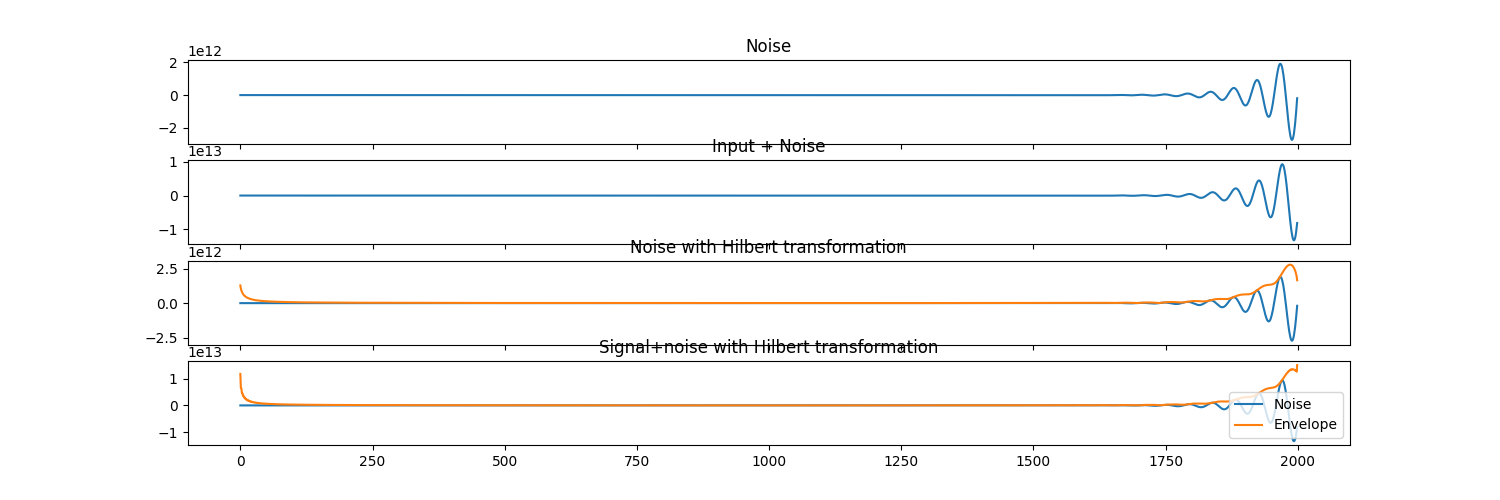 Noise
1e12
2
0
−2
Input + Noise
1e13
1
0
−1
Noise with Hilbert transformation
1e12
2.5
0.0
−2.5
Signal+noise with Hilbert transformation
1e13
1
0
−1
Noise
Envelope
0 250 500 750 1000 1250 1500 1750 2000